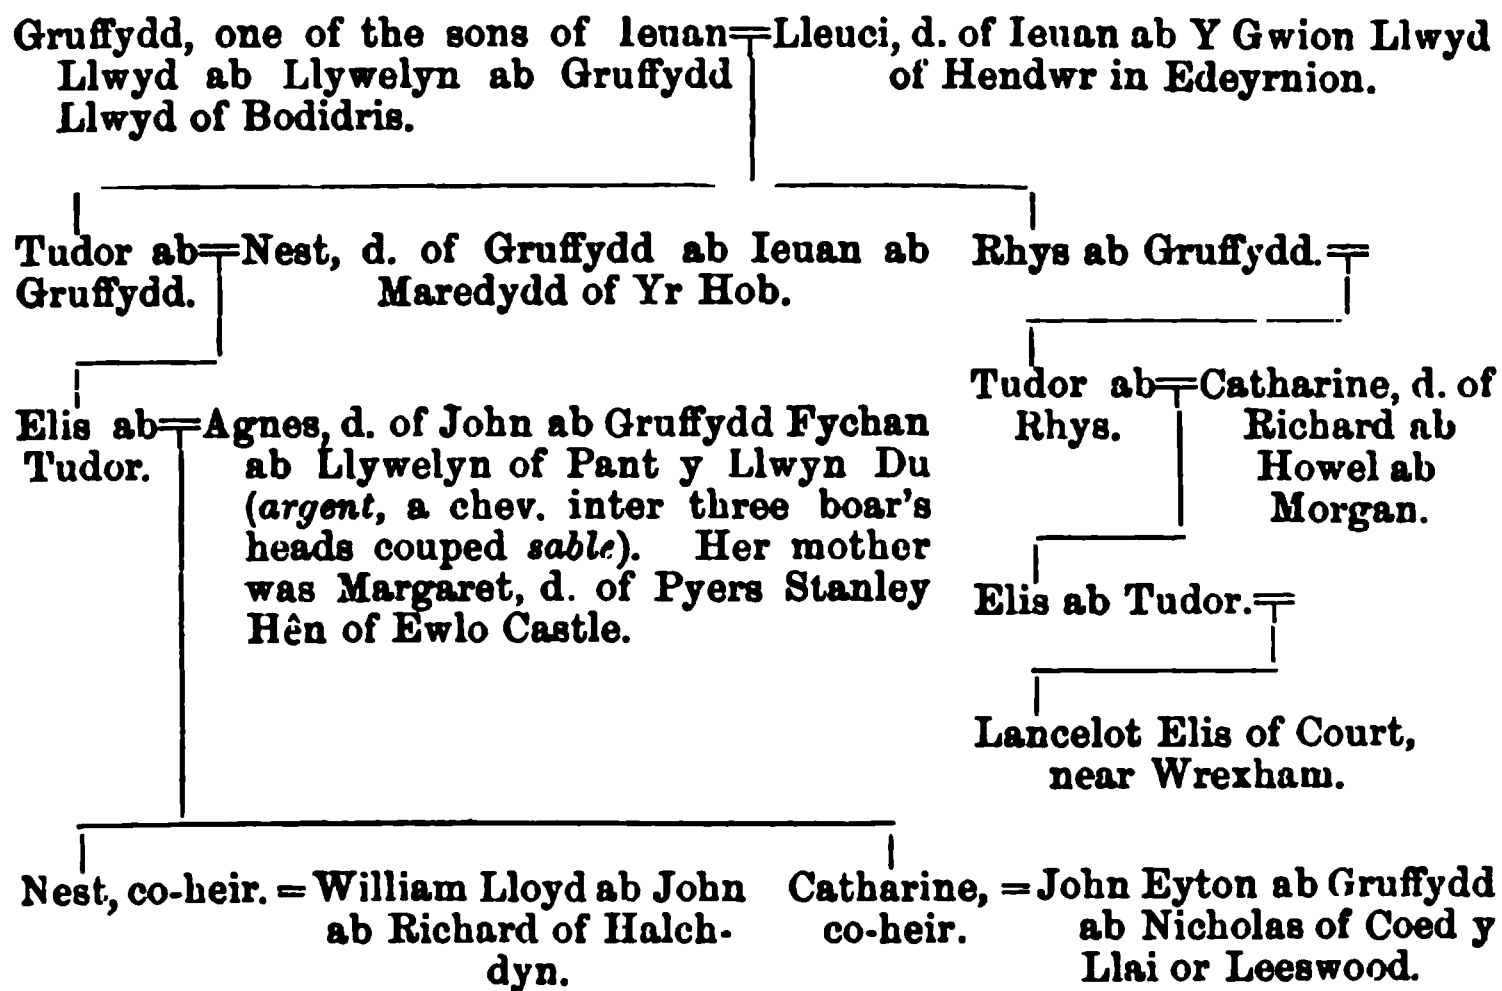 Gruffydd, one of the sons of Ieuan=Lleuci, d. of Ieuan ab Y Gwion Llwyd
Llwyd ab Llywelyn ab Gruffydd
of Hendwr in Edeyrnion.
Llwyd of Bodidris.
Tudor ab=Nest, d. of Gruffydd ab Ieuan ab
Gruffydd.
Maredydd of Yr Hob.
Rhys ab Gruffydd.=
Elis ab=Agnes, d. of John ab Gruffydd Fychan
Tudor.
ab Llywelyn of Pant y Llwyn Du
(argent, a chev. inter three boar's
heads couped sable). Her mother
was Margaret, d. of Pyers Stanley
Hên of Ewlo Castle.
Tudor ab=Catharine, d. of
Rhys.
Richard ab
Howel ab
Morgan.
Elis ab Tudor.=
Lancelot Elis of Court,
near Wrexham.
Nest, co-heir.=William Lloyd ab John
ab Richard of Halch-
dyn.
Catharine,=John Eyton ab Gruffydd
co-heir.
ab Nicholas of Coed y
Llai or Leeswood.